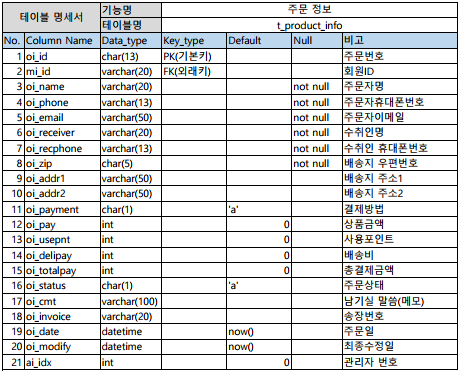 테이블 명세서 기능명 주문 정보
테이블명 t_product_info
No. Column Name Data_type Key_type Default Null 비고
1 oi_id char(13) PK(기본키) 주문번호
2 mi_id varchar(20) FK(외래키) 회원ID
3 oi_name varchar(20) not null 주문자명
4 oi_phone varchar(13) not null 주문자휴대폰번호
5 oi_email varchar(50) not null 주문자이메일
6 oi_receiver varchar(20) not null 수취인명
7 oi_recphone varchar(13) not null 수취인 휴대폰번호
8 oi_zip char(5) not null 배송지 우편번호
9 oi_addr1 varchar(50) 배송지 주소1
10 oi_addr2 varchar(50) 배송지 주소2
11 oi_payment char(1) 'a' 결제방법
12 oi_pay int 0 상품금액
13 oi_usepnt int 0 사용포인트
14 oi_delipay int 0 배송비
15 oi_totalpay int 0 총결제금액
16 oi_status char(1) 'a' 주문상태
17 oi_cmt varchar(100) 남기실 말씀(메모)
18 oi_invoice varchar(20) 송장번호
19 oi_date datetime now() 주문일
20 oi_modify datetime now() 최종수정일
21 ai_idx int 0 관리자 번호